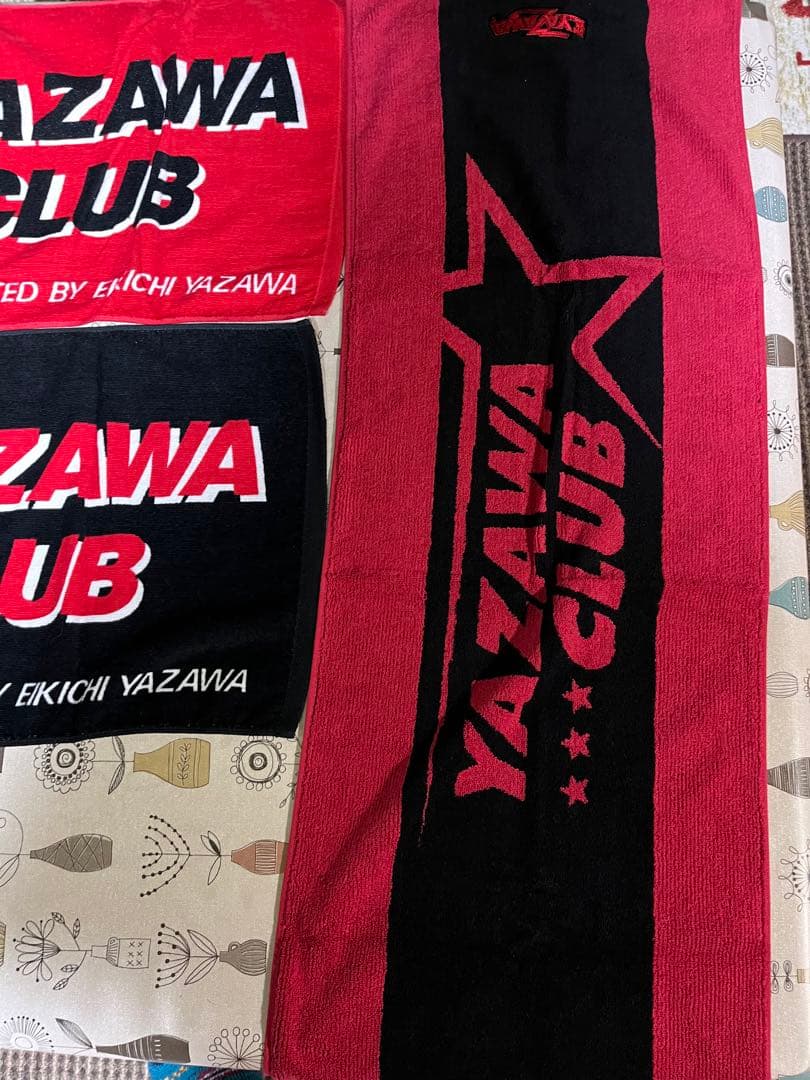 AZAWA
CLUB
TED BY EIKICHI YAZAWA
ZAWA
UB
Y EIKICHI YAZAWA
YAZAWA
CLUB